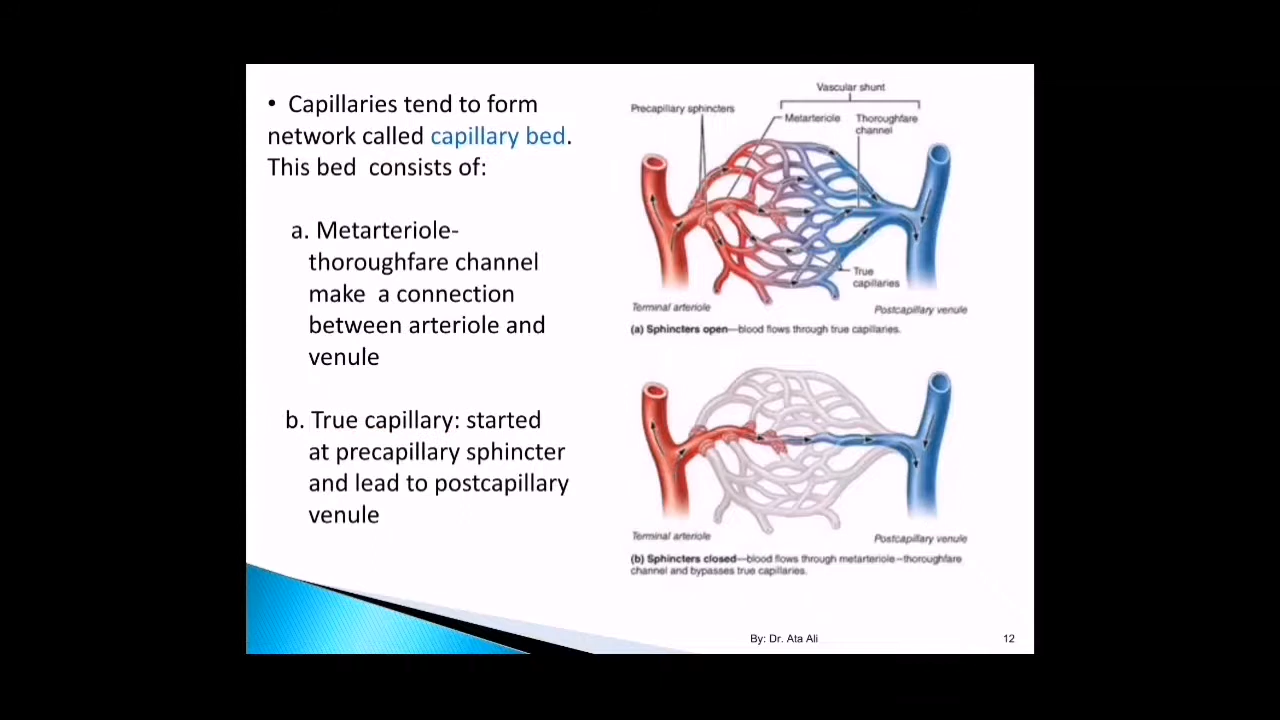 • Capillaries tend to form
network called capillary bed.
This bed consists of:
a. Metarteriole-
thoroughfare channel
make a connection
between arteriole and
venule
b. True capillary: started
at precapillary sphincter
and lead to postcapillary
venule
Vascular shunt
Precapillary sphincters
Metarteriole
Thoroughfare
channel
True
capillaries
Terminal arteriole
Postcapillary venule
(a) Sphincters open—blood flows through true capillaries.
Terminal arteriole
Postcapillary venule
(b) Sphincters closed—blood flows through metarteriole–thoroughfare
channel and bypasses true capillaries.
By: Dr. Ata Ali
12